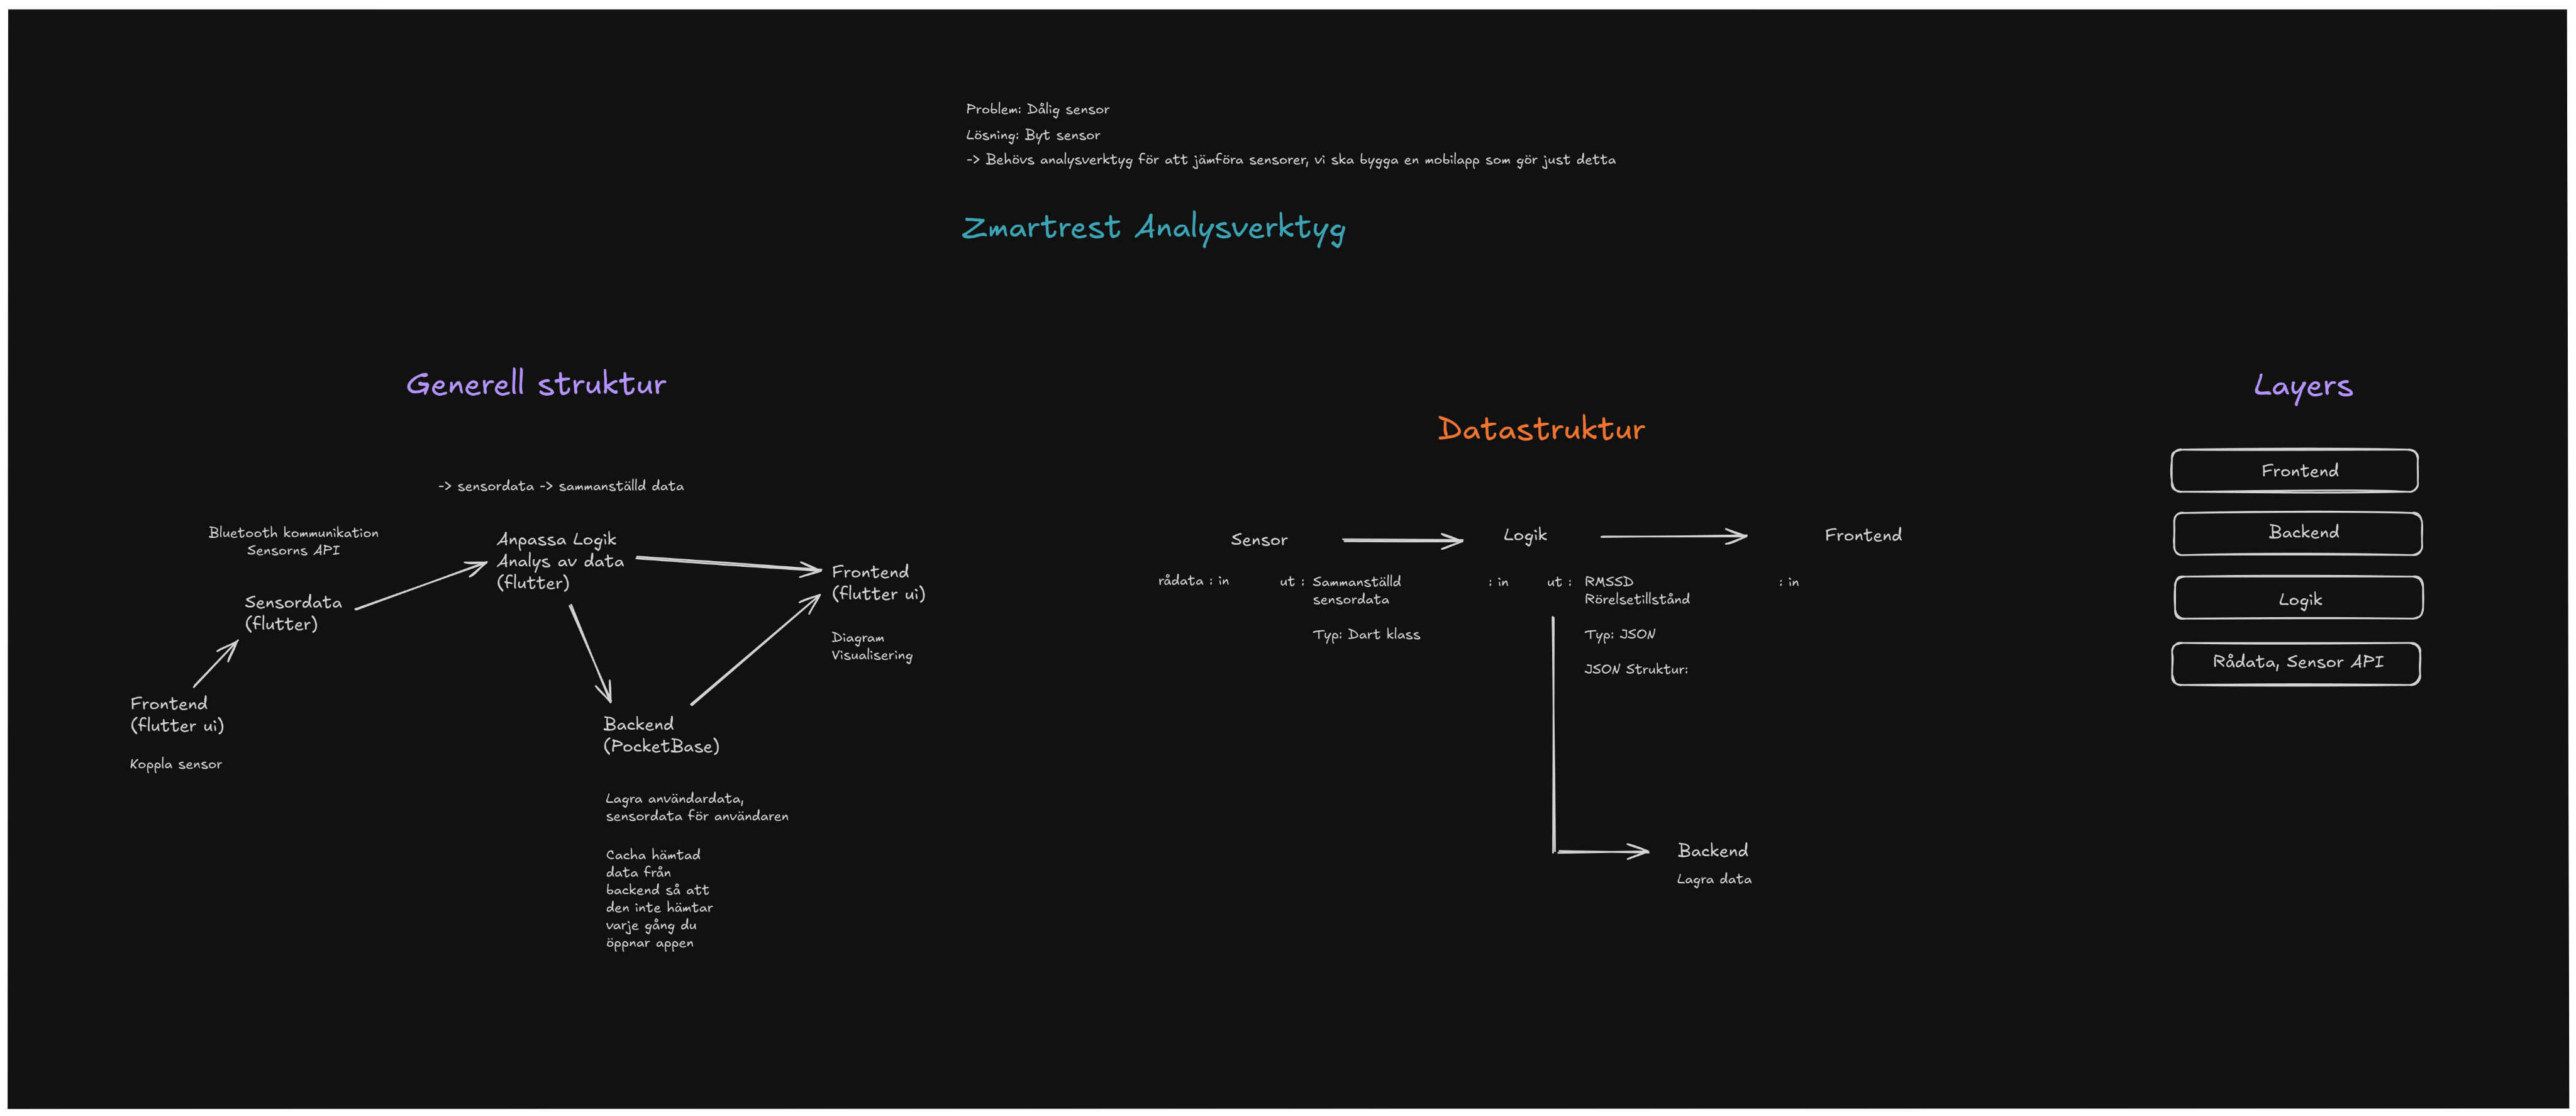 Problem: Dålig sensor
Lösning: Byt sensor
-> Behövs analysverktyg för att jämföra sensorer, vi ska bygga en mobilapp som gör just detta
Zmartrest Analysverktyg
Generell struktur
-> sensordata -> sammanställd data
Bluetooth kommunikation
Sensorns API
Anpassa Logik
Analys av data
(flutter)
Frontend
(flutter ui)
Diagram
Visualisering
Sensordata
(flutter)
Frontend
(flutter ui)
Koppla sensor
Backend
(PocketBase)
Lagra användardata,
sensordata för användaren
Cacha hämtad
data från
backend så att
den inte hämtar
varje gång du
öppnar appen
Datastruktur
Sensor
Logik
Frontend
rådata : in
ut : Sammanställd
sensordata
Typ: Dart klass
: in
ut : RMSSD
Rörelsetillstånd
Typ: JSON
JSON Struktur:
: in
Backend
Lagra data
Layers
Frontend
Backend
Logik
Rådata, Sensor API